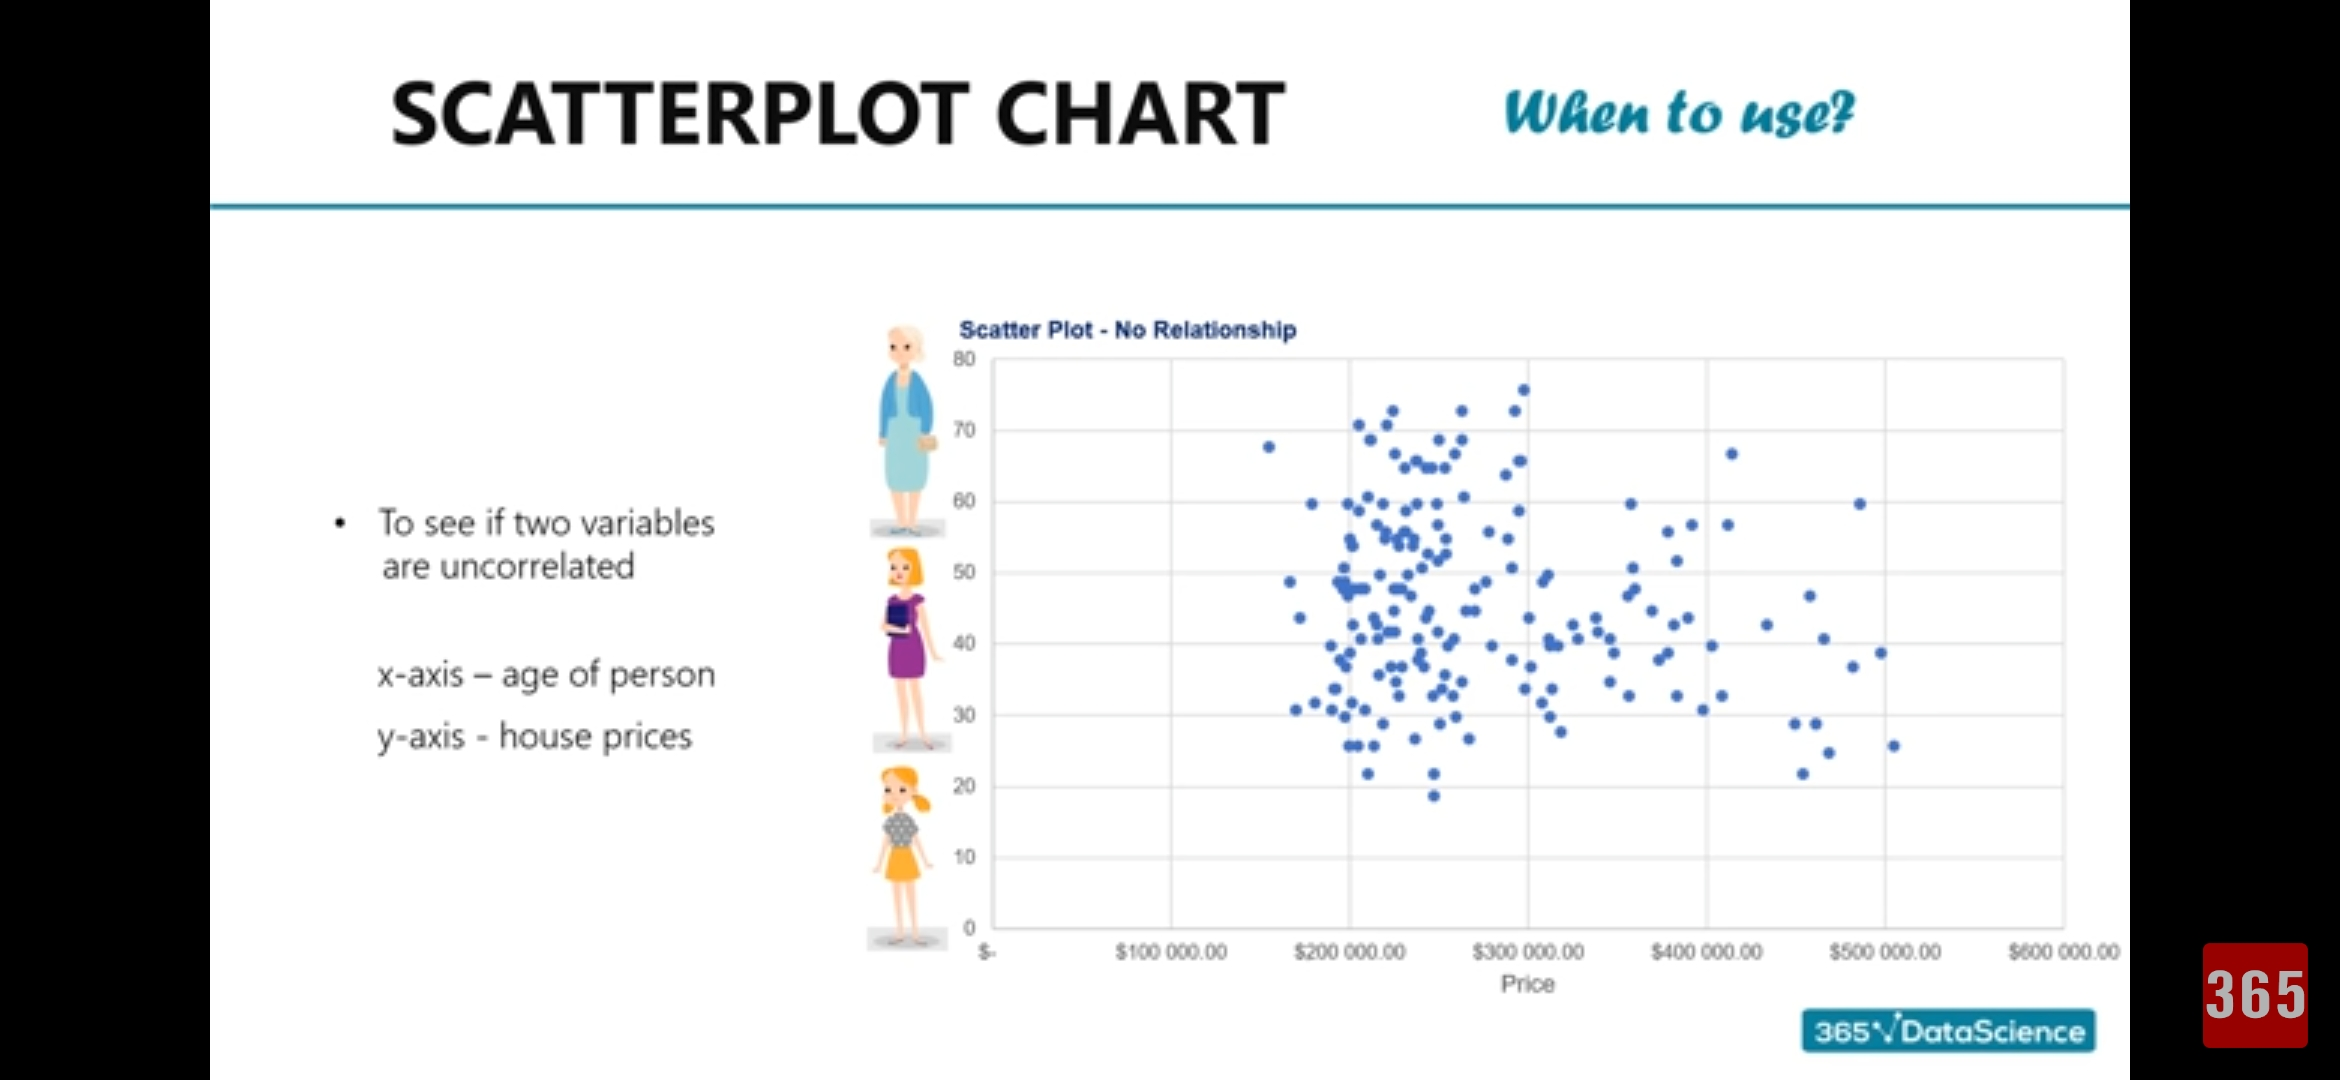 SCATTERPLOT CHART
When to use?
Scatter Plot - No Relationship
• To see if two variables
are uncorrelated
x-axis – age of person
y-axis - house prices
80
70
60
50
40
30
20
10
0
$- $100 000.00 $200 000.00 $300 000.00 $400 000.00 $500 000.00 $600 000.00
Price
365 DataScience
365